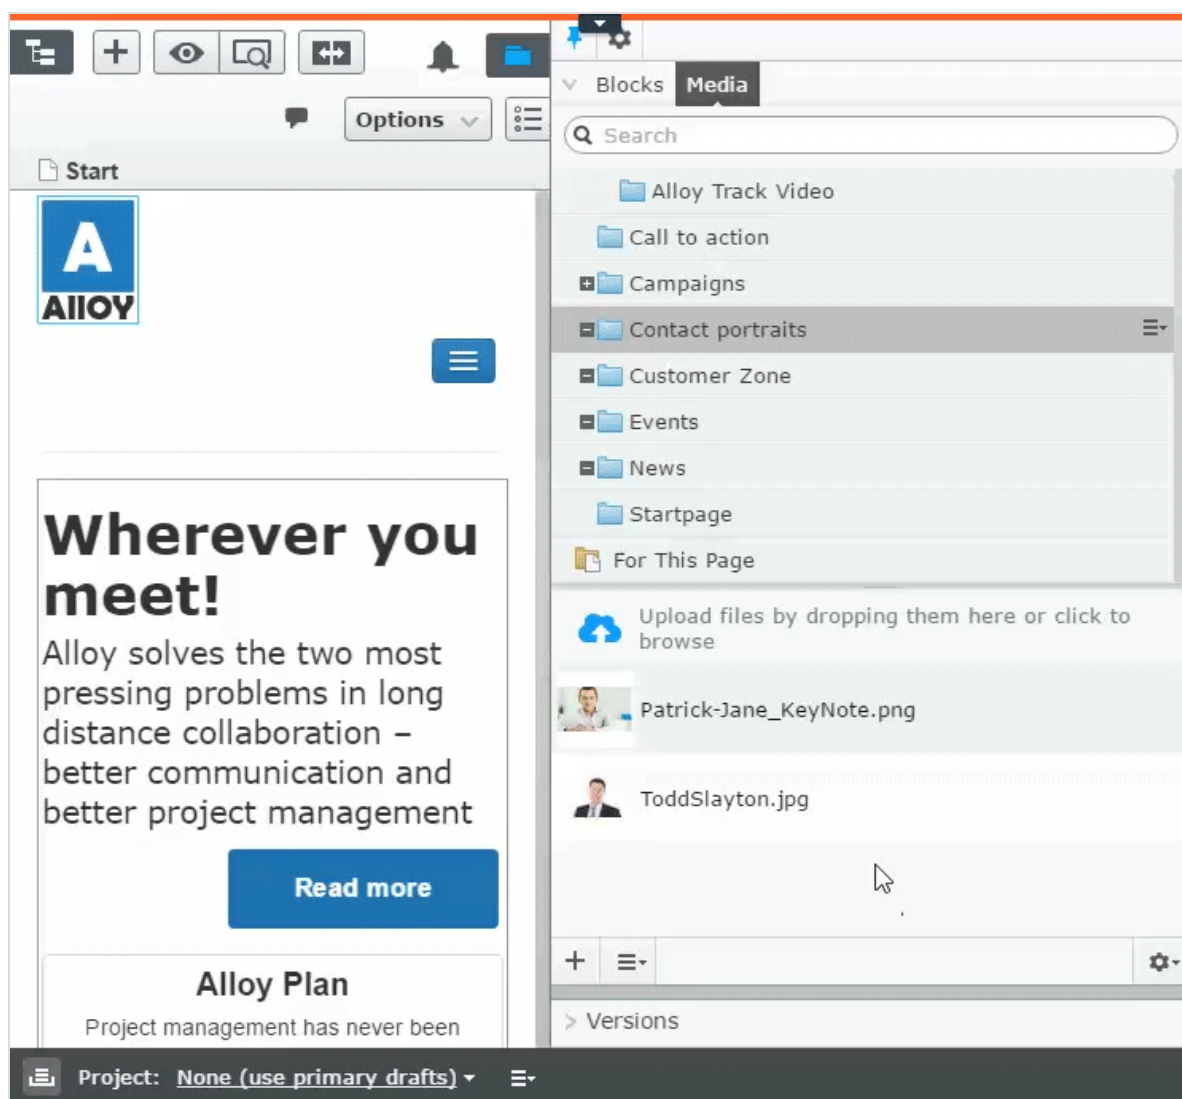 Options
Start
A
Alloy
Wherever you
meet!
Alloy solves the two most
pressing problems in long
distance collaboration –
better communication and
better project management
Read more
Alloy Plan
Project management has never been
Blocks
Media
Search
Alloy Track Video
Call to action
Campaigns
Contact portraits
Customer Zone
Events
News
Startpage
For This Page
Upload files by dropping them here or click to
browse
Patrick-Jane_KeyNote.png
ToddSlayton.jpg
Versions
Project: None (use primary drafts)